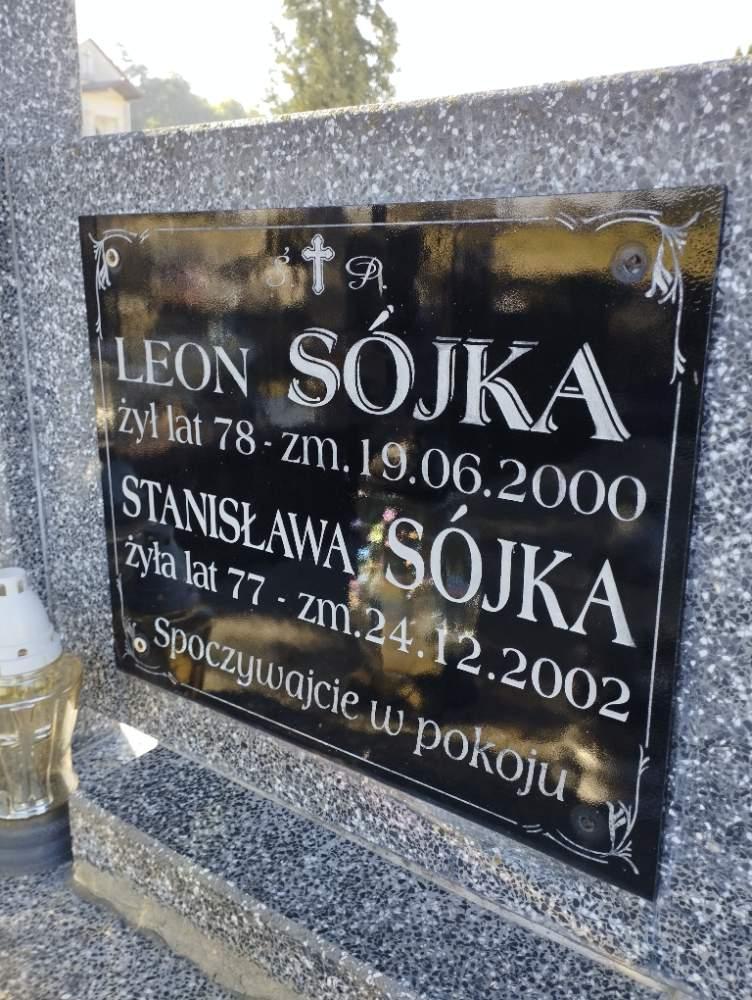 Ś. P.
LEON SÓJKA
żył lat 78 - zm. 19.06.2000
STANISŁAWA SÓJKA
żyła lat 77 - zm. 24.12.2002
Spoczywajcie w pokoju